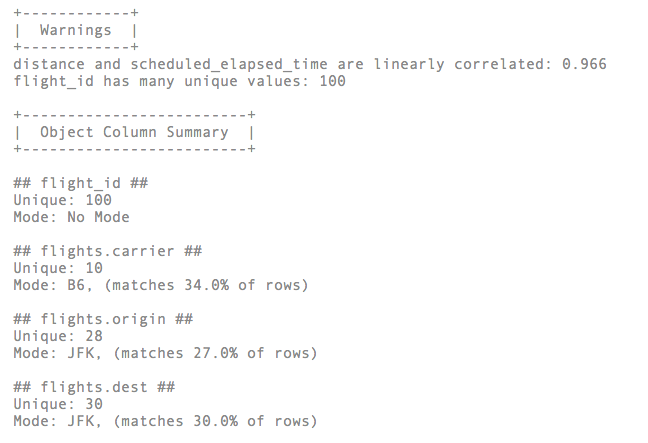 +------------+
|  Warnings  |
+------------+
distance and scheduled_elapsed_time are linearly correlated: 0.966
flight_id has many unique values: 100

+-------------------------+
|  Object Column Summary  |
+-------------------------+

## flight_id ##
Unique: 100
Mode: No Mode

## flights.carrier ##
Unique: 10
Mode: B6, (matches 34.0% of rows)

## flights.origin ##
Unique: 28
Mode: JFK, (matches 27.0% of rows)

## flights.dest ##
Unique: 30
Mode: JFK, (matches 30.0% of rows)